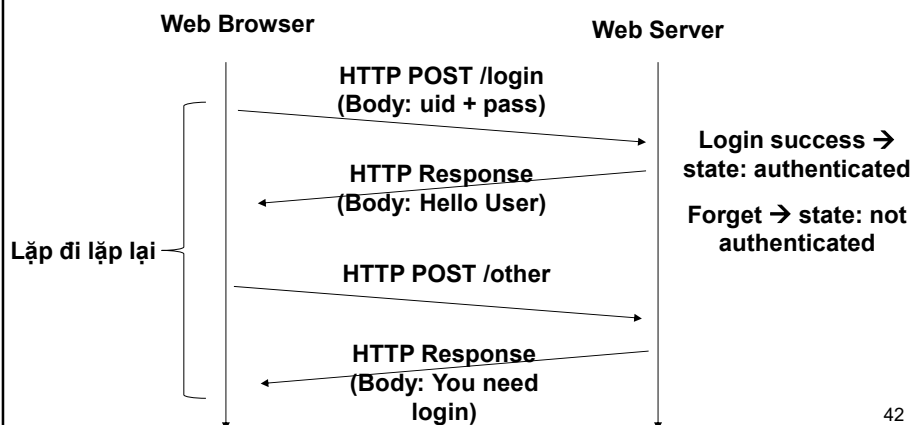 Web Browser
Web Server
HTTP POST /login
(Body: uid + pass)
Login success →
state: authenticated
HTTP Response
(Body: Hello User)
Forget → state: not
authenticated
Lặp đi lặp lại
HTTP POST /other
HTTP Response
(Body: You need
login)
42